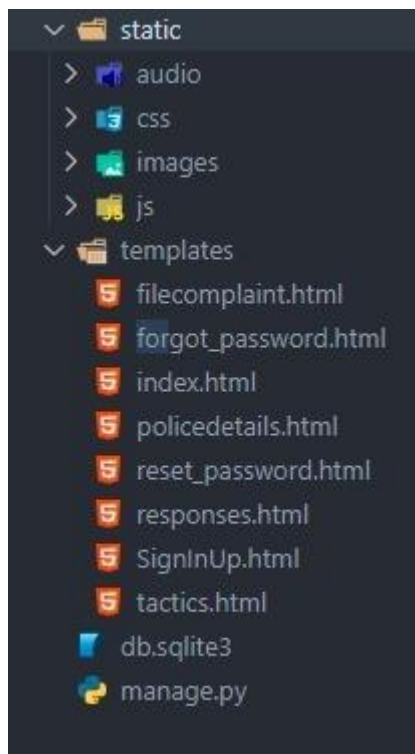 static
audio
css
images
js
templates
filecomplaint.html
forgot_password.html
index.html
policedetails.html
reset_password.html
responses.html
SignInUp.html
tactics.html
db.sqlite3
manage.py